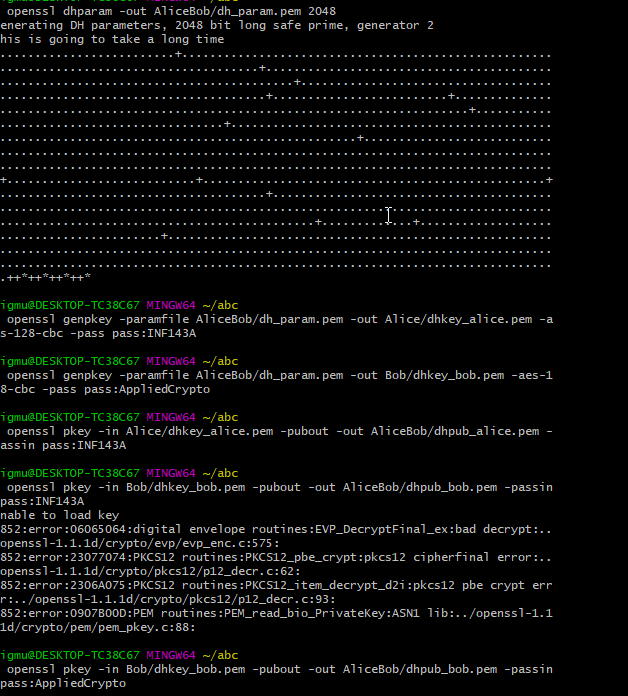 ~/abc
openssl dhparam -out AliceBob/dh_param.pem 2048
enerating DH parameters, 2048 bit long safe prime, generator 2
his is going to take a long time
.........................+.....................................................
.....................................+.........................................
..........................................+....................................
......................................+.........................+..............
...................................................................+...........
................................+..............................................
...................................................+...........................
...............................................................................
...............................................................................
+...........................+.................................................+
......................................+........................................
...............................................................................
.............................................+.............+...................
.......................+.......................................................
...............................................................................
...............................................................................
.++*++*++*++*
igmu@DESKTOP-TC38C67 MINGW64 ~/abc
openssl genpkey -paramfile AliceBob/dh_param.pem -out Alice/dhkey_alice.pem -a
s-128-cbc -pass pass:INF143A
igmu@DESKTOP-TC38C67 MINGW64 ~/abc
openssl genpkey -paramfile AliceBob/dh_param.pem -out Bob/dhkey_bob.pem -aes-1
8-cbc -pass pass:AppliedCrypto
igmu@DESKTOP-TC38C67 MINGW64 ~/abc
openssl pkey -in Alice/dhkey_alice.pem -pubout -out AliceBob/dhpub_alice.pem -
assin pass:INF143A
igmu@DESKTOP-TC38C67 MINGW64 ~/abc
openssl pkey -in Bob/dhkey_bob.pem -pubout -out AliceBob/dhpub_bob.pem -passin
pass:INF143A
nable to load key
852:error:06065064:digital envelope routines:EVP_DecryptFinal_ex:bad decrypt:..
openssl-1.1.1d/crypto/evp/evp_enc.c:575:
852:error:23077074:PKCS12 routines:PKCS12_pbe_crypt:pkcs12 cipherfinal error:..
openssl-1.1.1d/crypto/pkcs12/p12_decr.c:62:
852:error:2306A075:PKCS12 routines:PKCS12_item_decrypt_d2i:pkcs12 pbe crypt err
r:../openssl-1.1.1d/crypto/pkcs12/p12_decr.c:93:
852:error:0907B00D:PEM routines:PEM_read_bio_PrivateKey:ASN1 lib:../openssl-1.1
1d/crypto/pem/pem_pkey.c:88:
igmu@DESKTOP-TC38C67 MINGW64 ~/abc
openssl pkey -in Bob/dhkey_bob.pem -pubout -out AliceBob/dhpub_bob.pem -passin
pass:AppliedCrypto